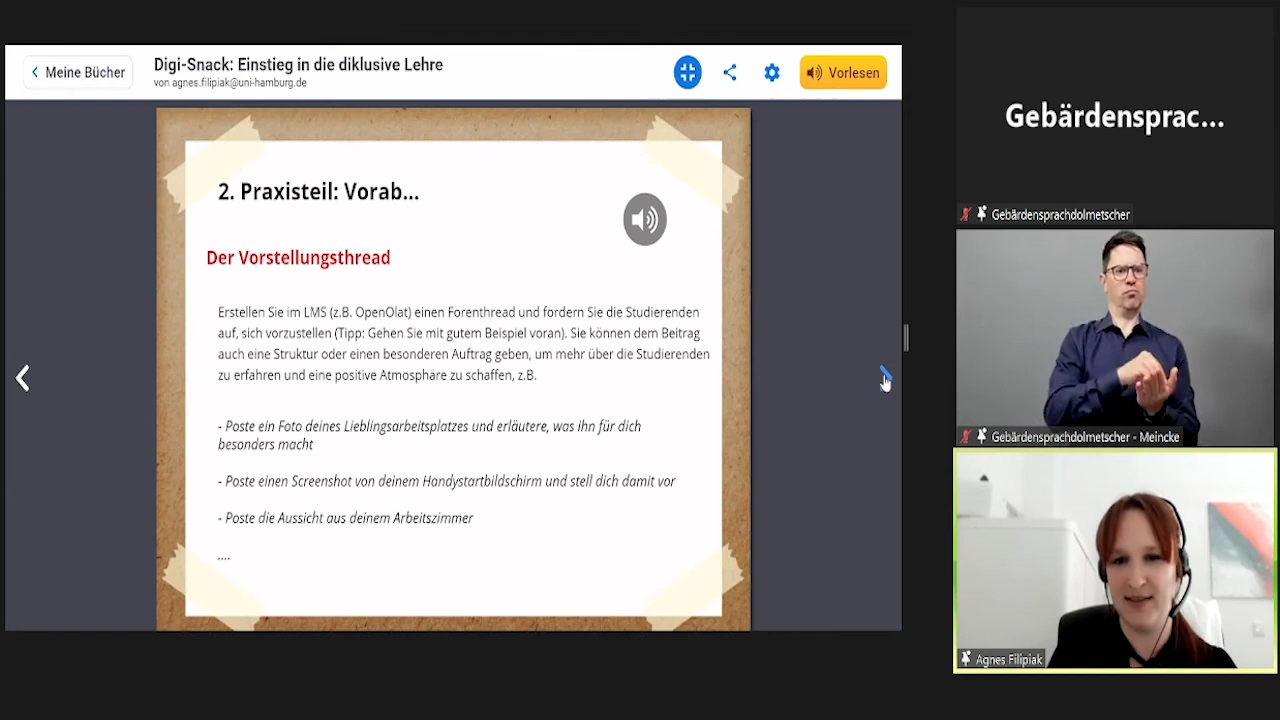 Meine Bücher
Digi-Snack: Einstieg in die diklusive Lehre
von agnes.filipiak@uni-hamburg.de
Vorlesen
2. Praxisteil: Vorab...
Der Vorstellungsthread
Erstellen Sie im LMS (z.B. OpenOlat) einen Forenthread und fordern Sie die Studierenden
auf, sich vorzustellen (Tipp: Gehen Sie mit gutem Beispiel voran). Sie können dem Beitrag
auch eine Struktur oder einen besonderen Auftrag geben, um mehr über die Studierenden
zu erfahren und eine positive Atmosphäre zu schaffen, z.B.
- Poste ein Foto deines Lieblingsarbeitsplatzes und erläutere, was ihn für dich
besonders macht
- Poste einen Screenshot von deinem Handystartbildschirm und stell dich damit vor
- Poste die Aussicht aus deinem Arbeitszimmer
....
Gebärdensprac...
Gebärdensprachdolmetscher
Gebärdensprachdolmetscher - Meincke
Agnes Filipiak